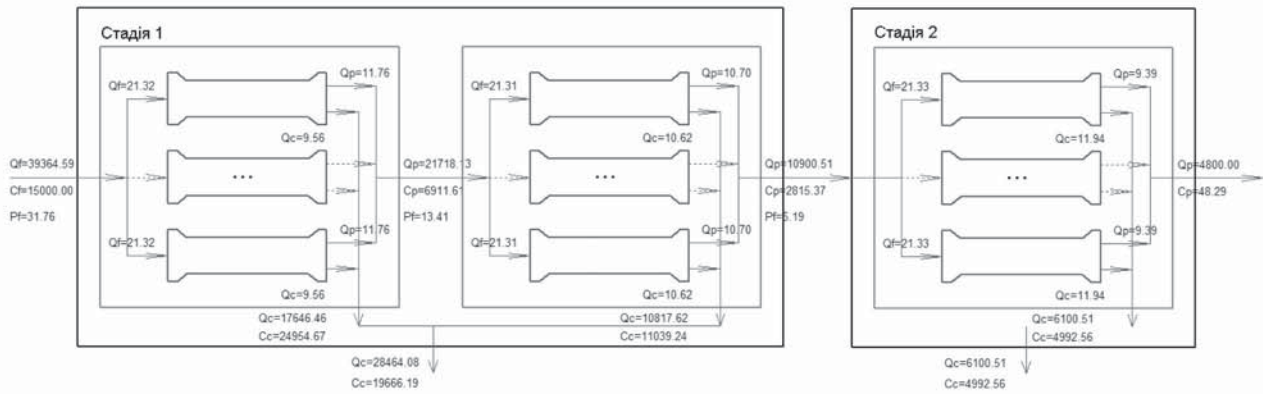 Стадія 1
Qf=21.32
Qp=11.76
Qc=9.56
Qf=39364.59
Cf=15000.00
Pf=31.76
...
Qf=21.32
Qp=11.76
Qc=9.56
Qc=17646.46
Cc=24954.67
Qp=21718.13
Cp=6911.61
Pf=13.41
Qf=21.31
Qp=10.70
Qc=10.62
...
Qf=21.31
Qp=10.70
Qc=10.62
Qc=10817.62
Cc=11039.24
Qc=28464.08
Cc=19666.19
Qp=10900.51
Cp=2815.37
Pf=5.19
Стадія 2
Qf=21.33
Qp=9.39
Qc=11.94
...
Qf=21.33
Qp=9.39
Qc=11.94
Qc=6100.51
Cc=4992.56
Qc=6100.51
Cc=4992.56
Qp=4800.00
Cp=48.29